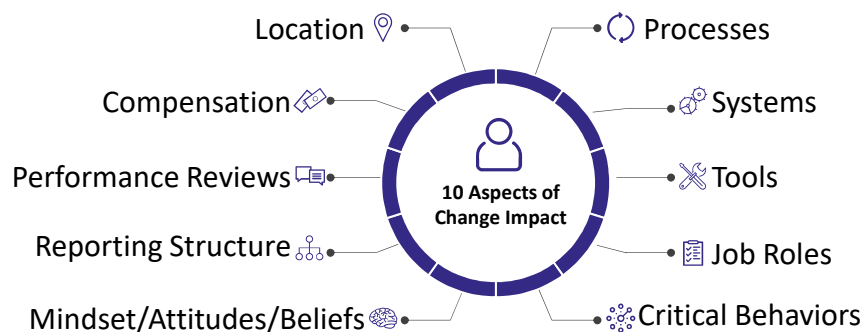 Location
Processes
Compensation
Systems
Performance Reviews
10 Aspects of
Change Impact
Tools
Reporting Structure
Job Roles
Mindset/Attitudes/Beliefs
Critical Behaviors